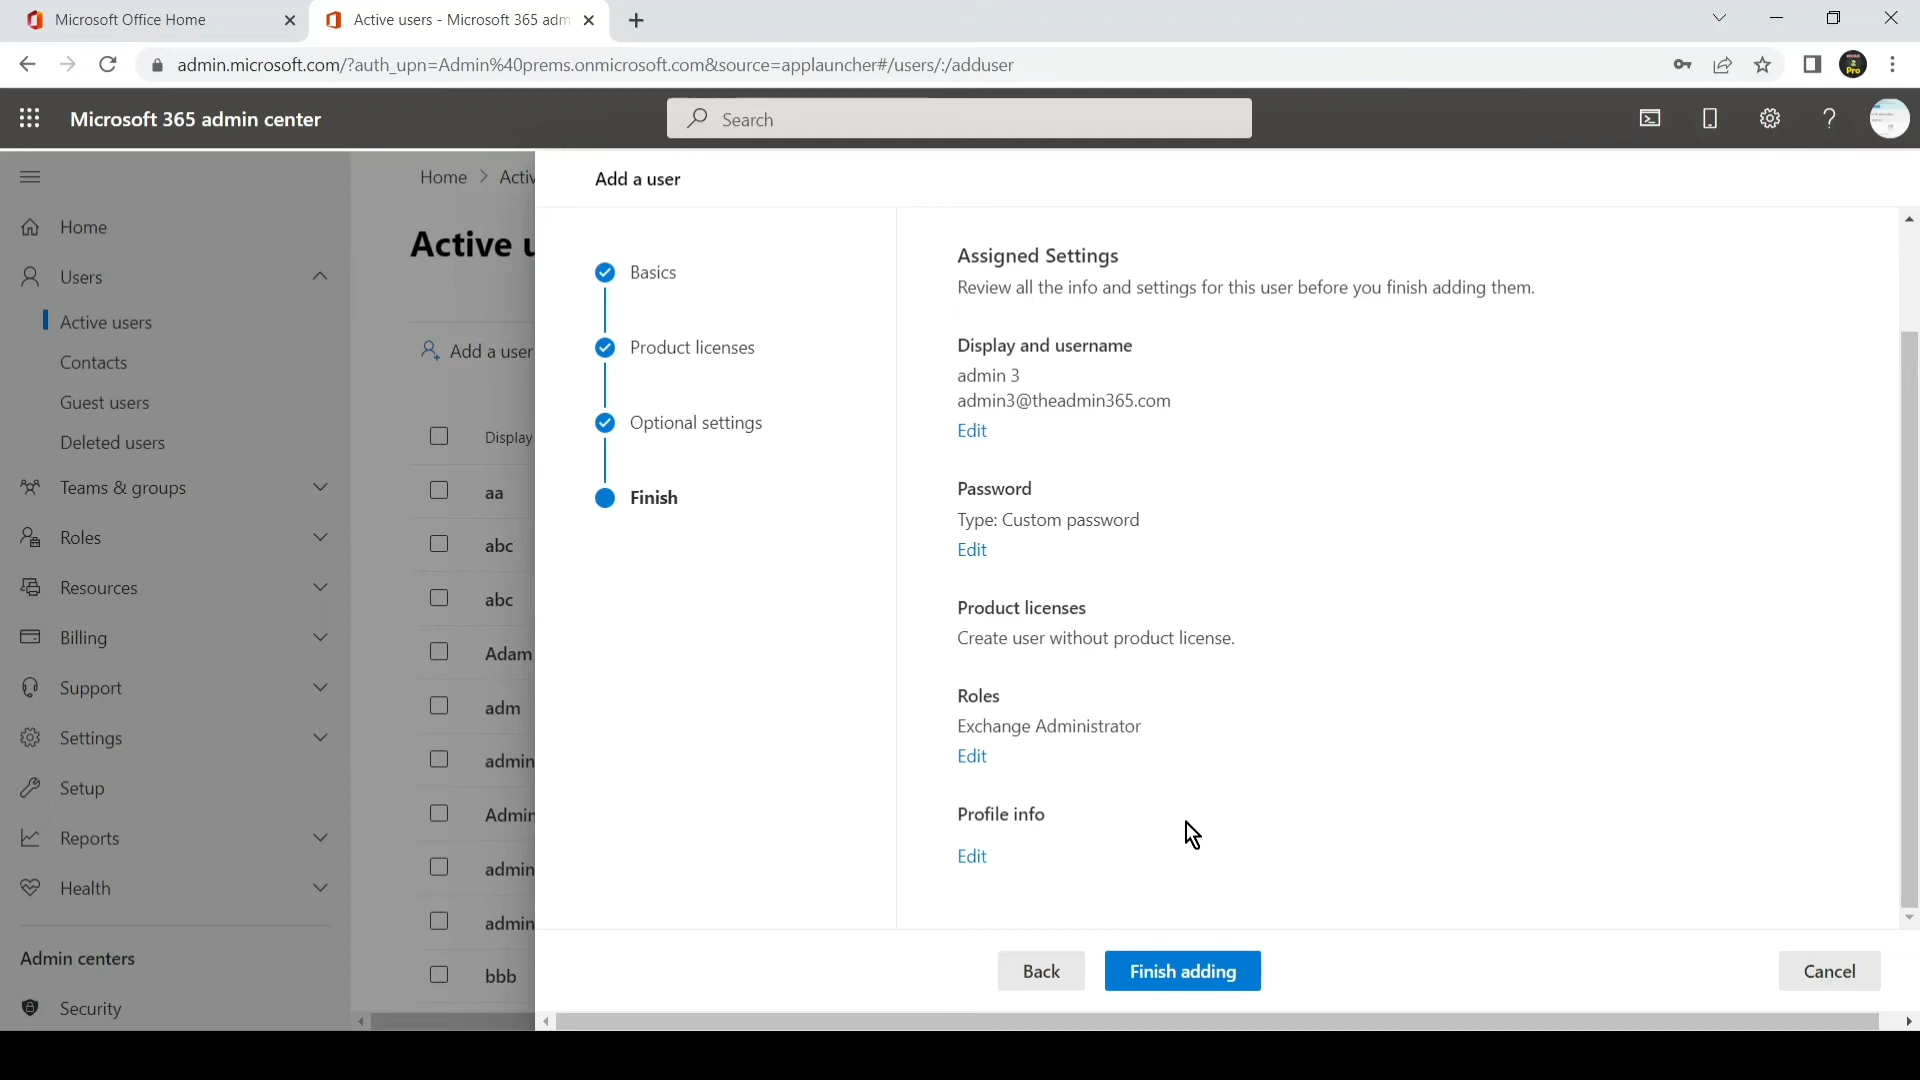 Microsoft Office Home
Active users - Microsoft 365 adm
admin.microsoft.com/?auth_upn=Admin%40prems.onmicrosoft.com&source=applauncher#/users/:/adduser
2
Pro
Microsoft 365 admin center
Search
?
Home
Users
Active users
Contacts
Guest users
Deleted users
Teams & groups
Roles
Resources
Billing
Support
Settings
Setup
Reports
Health
Admin centers
Security
Home > Activ
Active u
Add a user
Display
aa
abc
abc
Adam
adm
admin
Admin
admin
admin
bbb
Add a user
Basics
Product licenses
Optional settings
Finish
Assigned Settings
Review all the info and settings for this user before you finish adding them.
Display and username
admin 3
admin3@theadmin365.com
Edit
Password
Type: Custom password
Edit
Product licenses
Create user without product license.
Roles
Exchange Administrator
Edit
Profile info
Edit
Back
Finish adding
Cancel